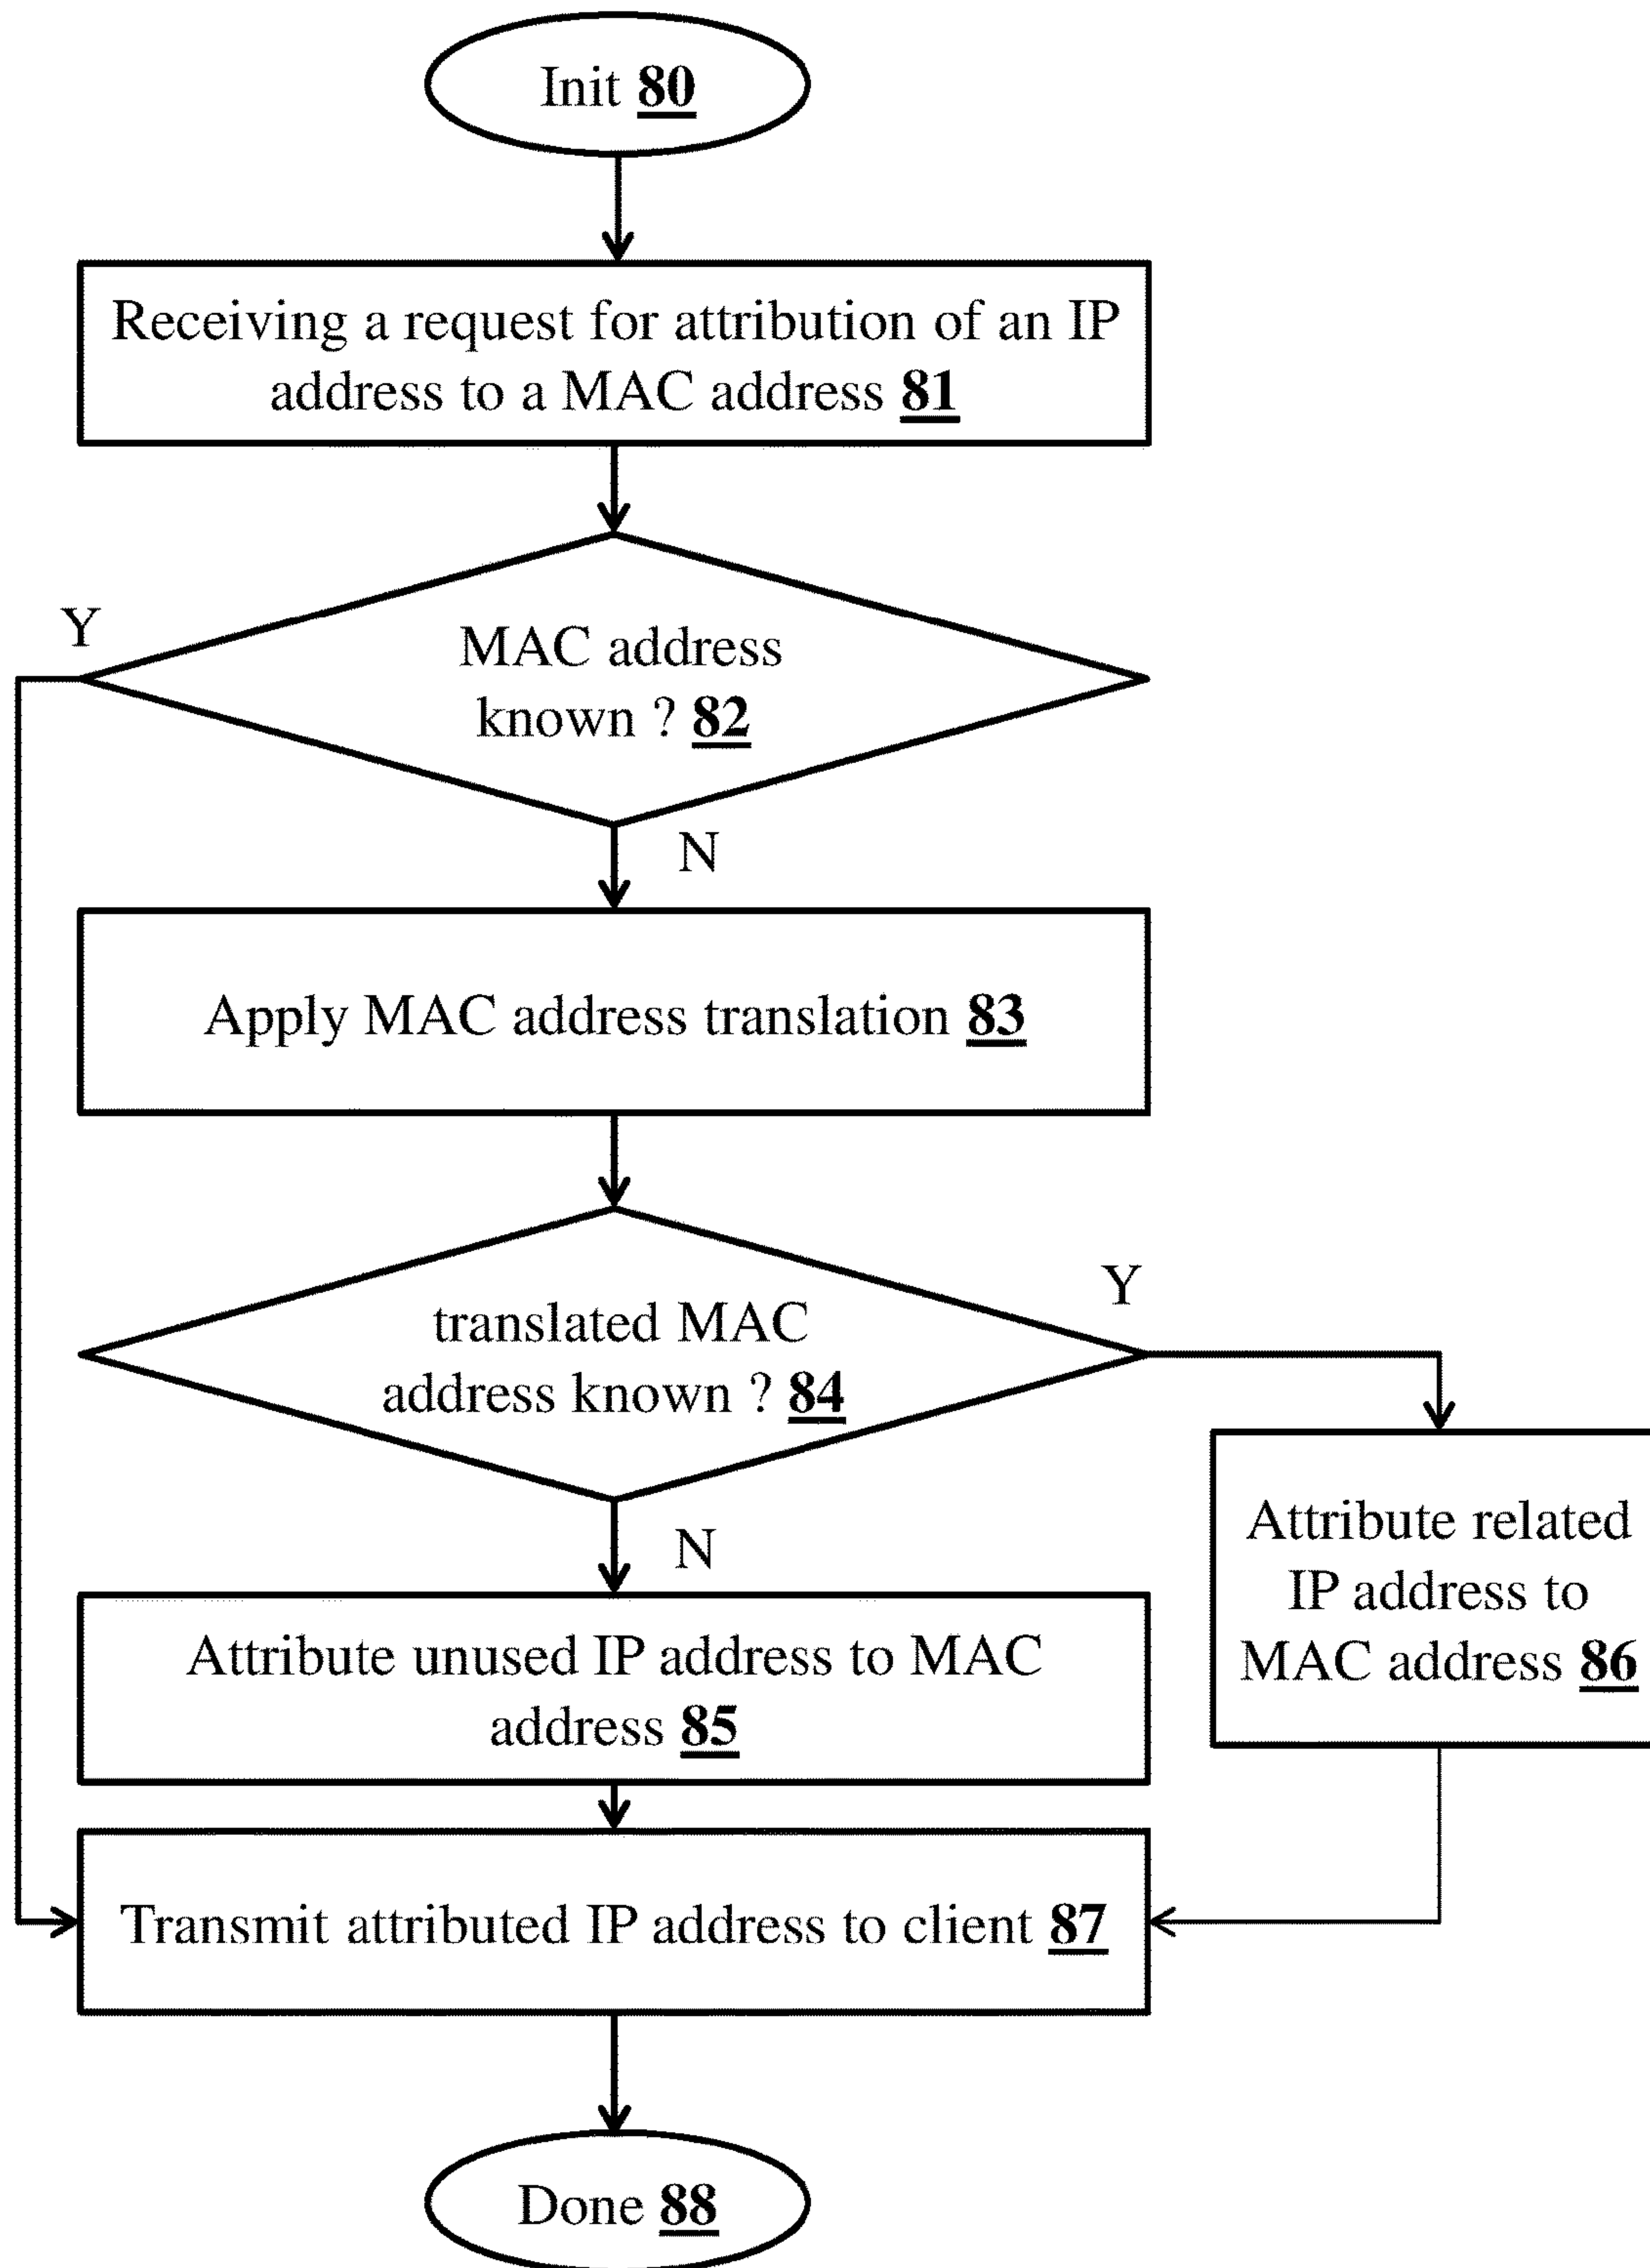 Init 80
Receiving a request for attribution of an IP
address to a MAC address 81
Y
MAC address
known ? 82
N
Apply MAC address translation 83
Y
translated MAC
address known ? 84
N
Attribute related
IP address to
MAC address 86
Attribute unused IP address to MAC
address 85
Transmit attributed IP address to client 87
Done 88